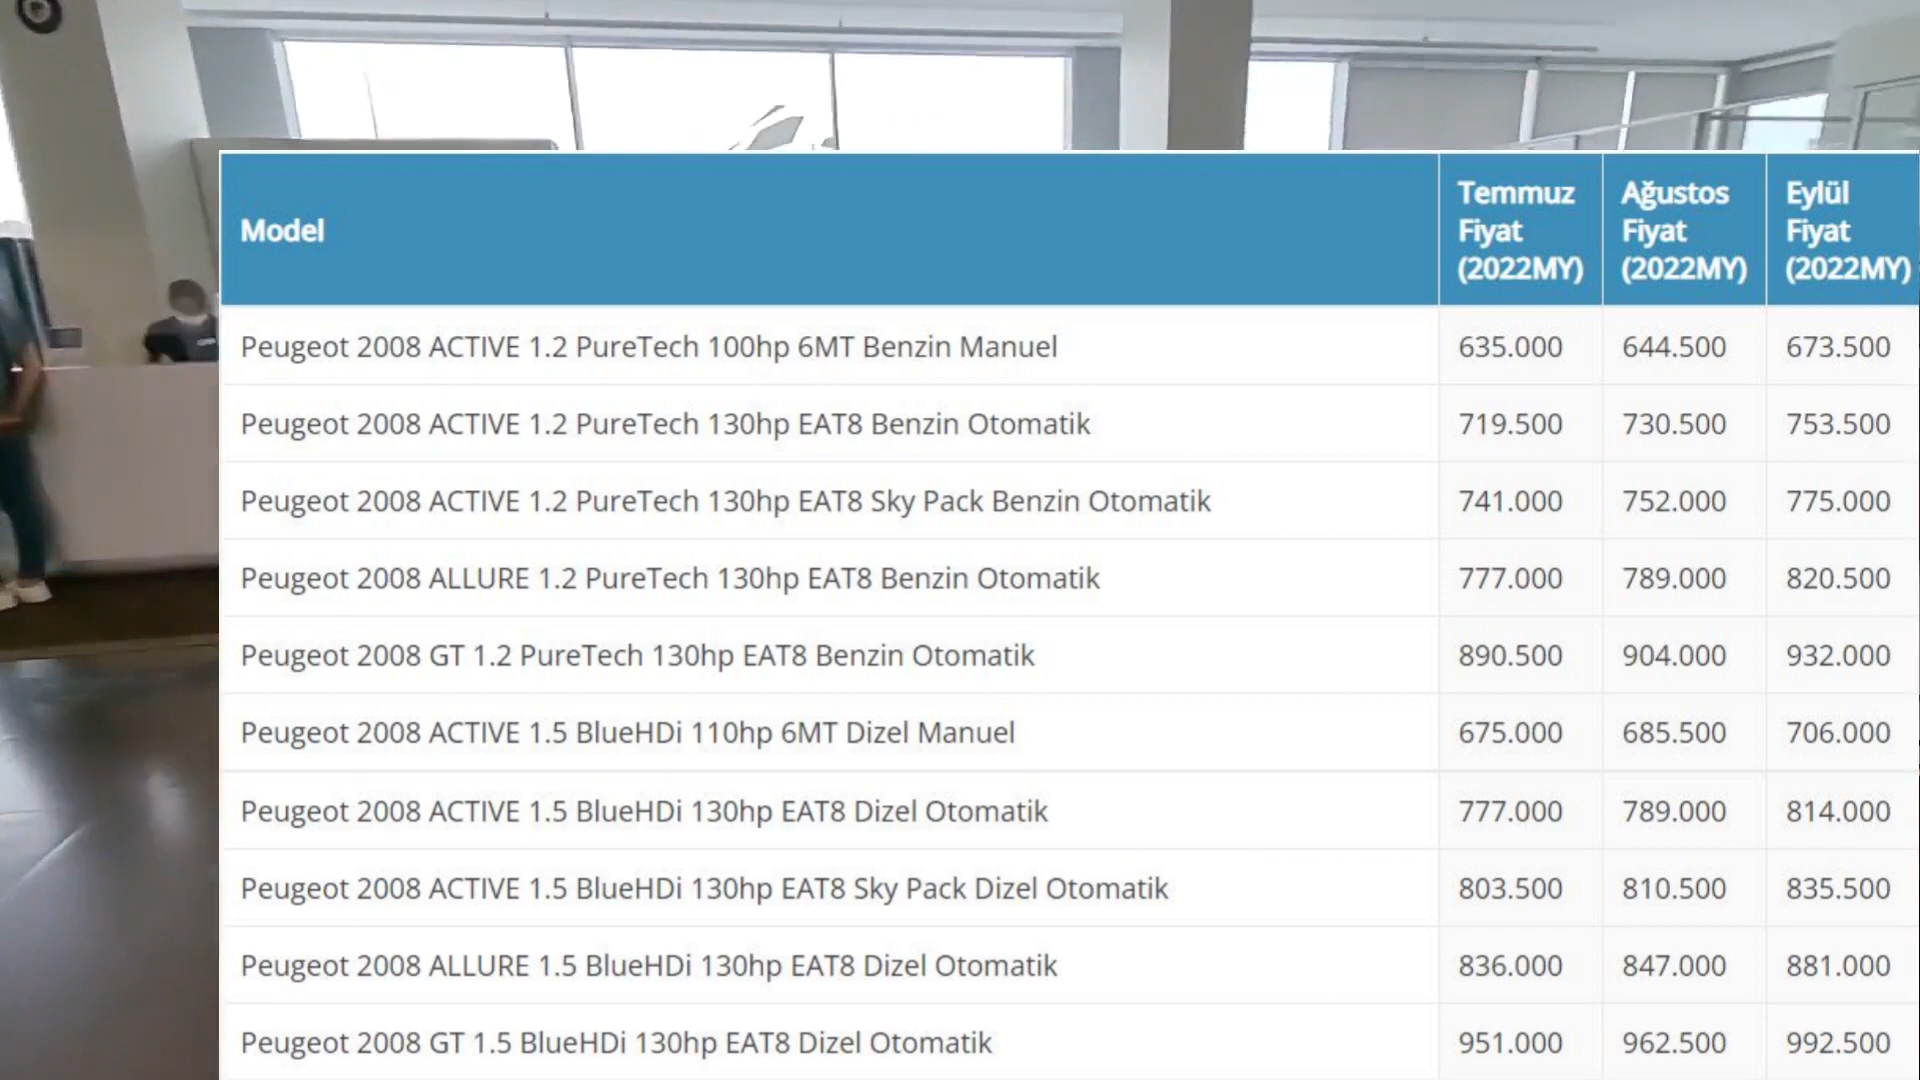 Model
Temmuz
Fiyat
(2022MY)
Ağustos
Fiyat
(2022MY)
Eylül
Fiyat
(2022MY)
Peugeot 2008 ACTIVE 1.2 PureTech 100hp 6MT Benzin Manuel 635.000 644.500 673.500
Peugeot 2008 ACTIVE 1.2 PureTech 130hp EAT8 Benzin Otomatik 719.500 730.500 753.500
Peugeot 2008 ACTIVE 1.2 PureTech 130hp EAT8 Sky Pack Benzin Otomatik 741.000 752.000 775.000
Peugeot 2008 ALLURE 1.2 PureTech 130hp EAT8 Benzin Otomatik 777.000 789.000 820.500
Peugeot 2008 GT 1.2 PureTech 130hp EAT8 Benzin Otomatik 890.500 904.000 932.000
Peugeot 2008 ACTIVE 1.5 BlueHDi 110hp 6MT Dizel Manuel 675.000 685.500 706.000
Peugeot 2008 ACTIVE 1.5 BlueHDi 130hp EAT8 Dizel Otomatik 777.000 789.000 814.000
Peugeot 2008 ACTIVE 1.5 BlueHDi 130hp EAT8 Sky Pack Dizel Otomatik 803.500 810.500 835.500
Peugeot 2008 ALLURE 1.5 BlueHDi 130hp EAT8 Dizel Otomatik 836.000 847.000 881.000
Peugeot 2008 GT 1.5 BlueHDi 130hp EAT8 Dizel Otomatik 951.000 962.500 992.500